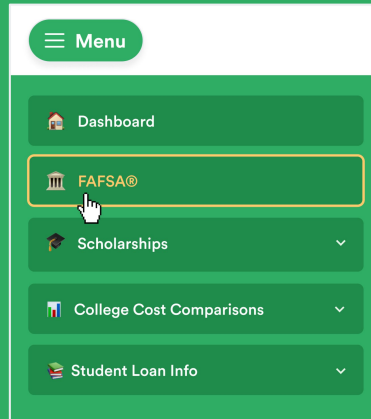 Menu
Dashboard
FAFSA®
Scholarships
College Cost Comparisons
Student Loan Info